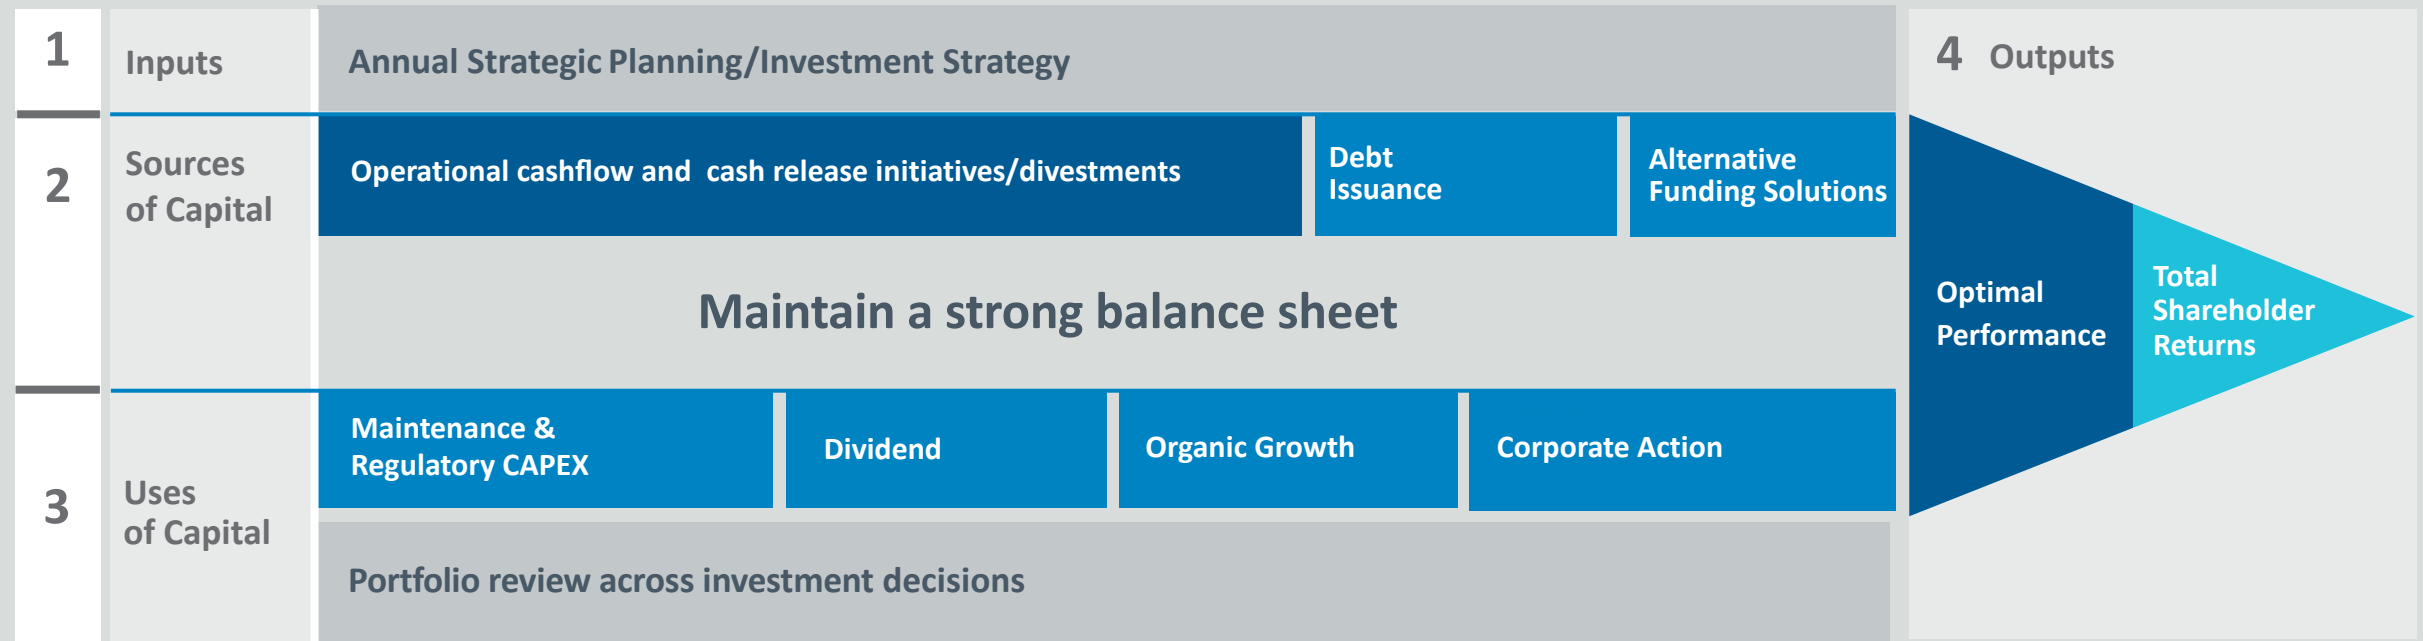 1
Inputs
Annual Strategic Planning/Investment Strategy
2
Sources
of Capital
Operational cashflow and cash release initiatives/divestments
Debt
Issuance
Alternative
Funding Solutions
Maintain a strong balance sheet
3
Uses
of Capital
Maintenance &
Regulatory CAPEX
Dividend
Organic Growth
Corporate Action
Portfolio review across investment decisions
4 Outputs
Optimal
Performance
Total
Shareholder
Returns